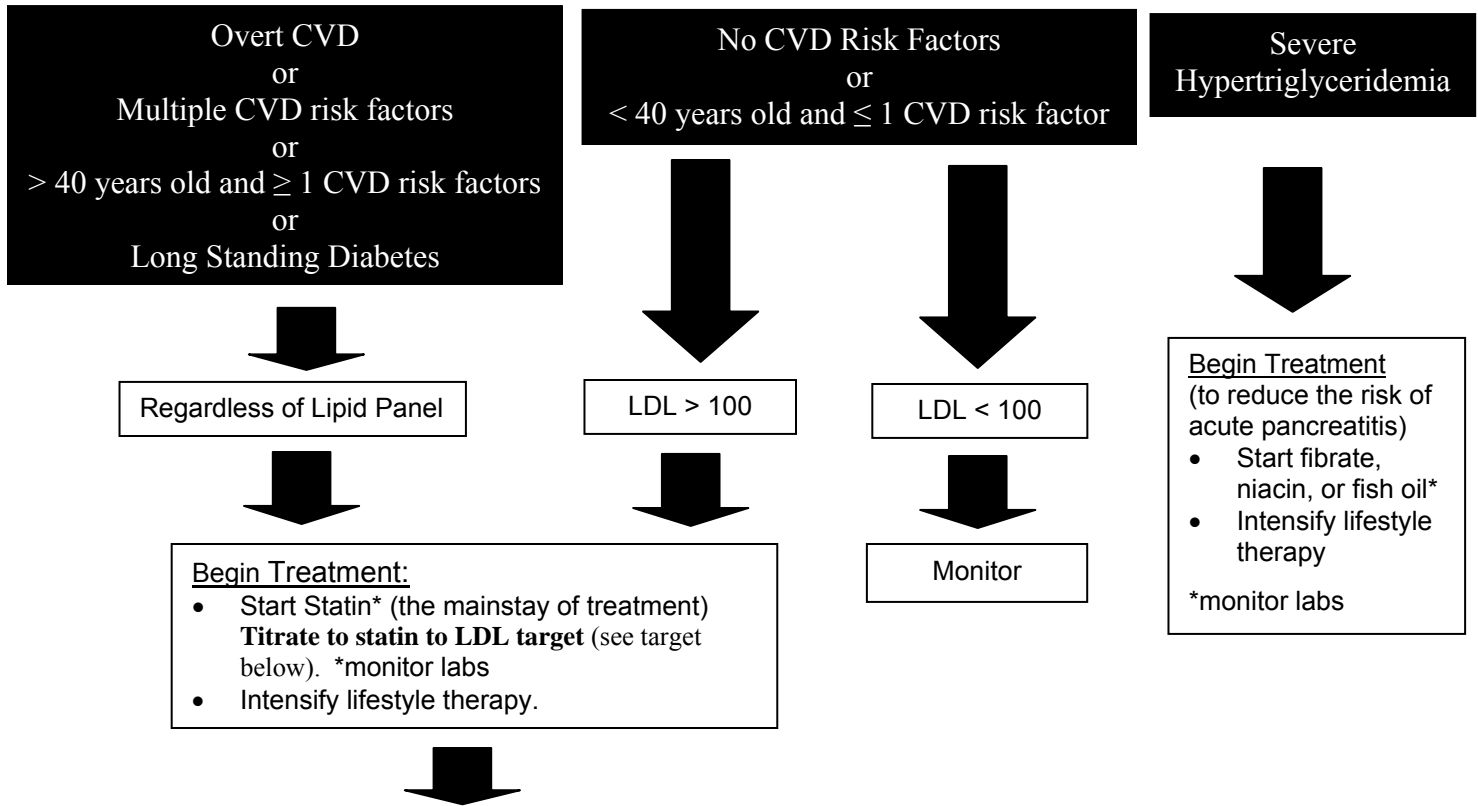 Overt CVD
or
Multiple CVD risk factors
or
> 40 years old and ≥ 1 CVD risk factors
or
Long Standing Diabetes
No CVD Risk Factors
or
< 40 years old and ≤ 1 CVD risk factor
Severe
Hypertriglyceridemia
Regardless of Lipid Panel
LDL > 100
LDL < 100
Begin Treatment:
• Start Statin* (the mainstay of treatment)
Titrate to statin to LDL target (see target
below). *monitor labs
• Intensify lifestyle therapy.
Monitor
Begin Treatment
(to reduce the risk of
acute pancreatitis)
• Start fibrate,
niacin, or fish oil*
• Intensify lifestyle
therapy
*monitor labs